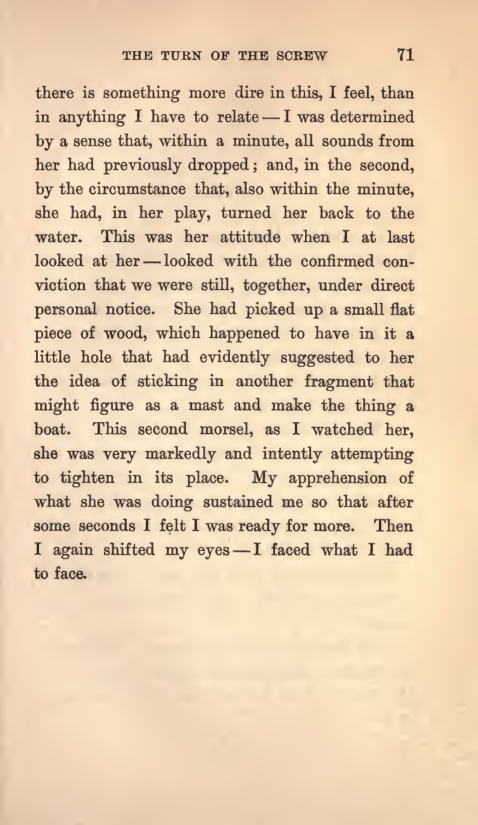 THE TURN OF THE SCREW 71
there is something more dire in this, I feel, than
in anything I have to relate — I was determined
by a sense that, within a minute, all sounds from
her had previously dropped; and, in the second,
by the circumstance that, also within the minute,
she had, in her play, turned her back to the
water. This was her attitude when I at last
looked at her — looked with the confirmed con-
viction that we were still, together, under direct
personal notice. She had picked up a small flat
piece of wood, which happened to have in it a
little hole that had evidently suggested to her
the idea of sticking in another fragment that
might figure as a mast and make the thing a
boat. This second morsel, as I watched her,
she was very markedly and intently attempting
to tighten in its place. My apprehension of
what she was doing sustained me so that after
some seconds I felt I was ready for more. Then
I again shifted my eyes — I faced what I had
to face.